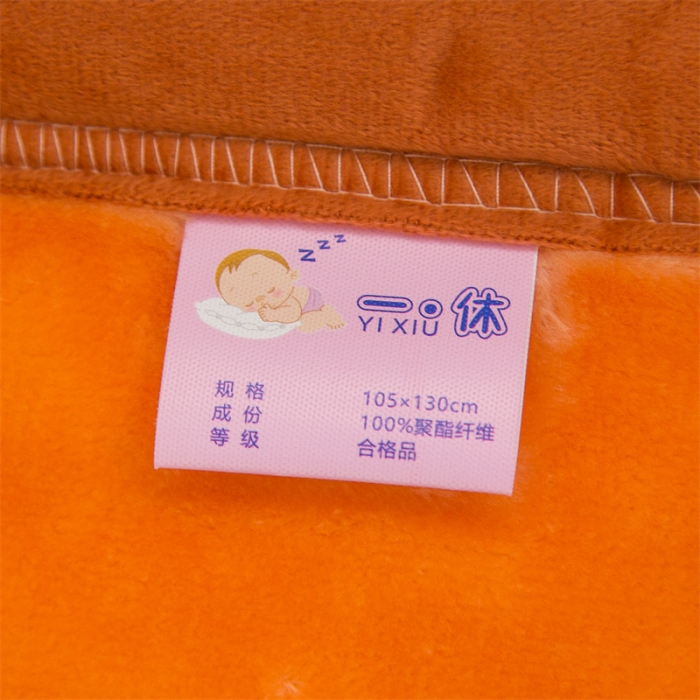 z z z
一休
YI XIU
规格 105×130cm
成份 100%聚酯纤维
等级 合格品